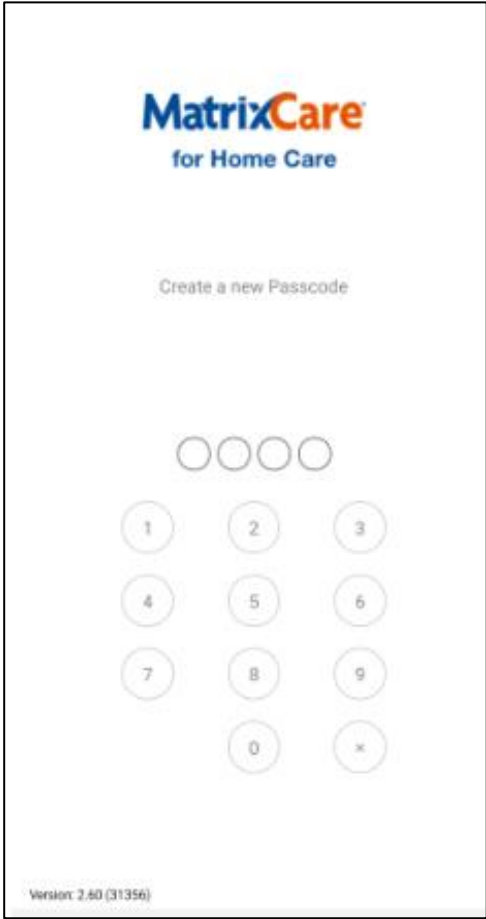 MatrixCare
for Home Care
Create a new Passcode
1 2 3
4 5 6
7 8 9
0 ×
Version: 2.60 (31356)